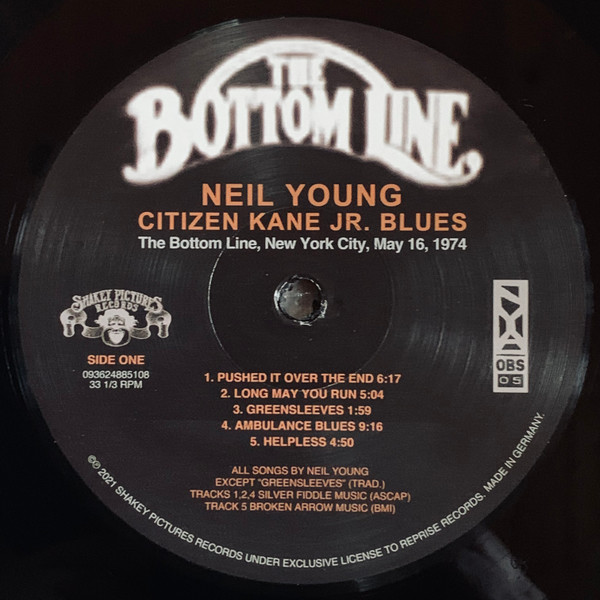 THE
BOTTOM LINE
NEIL YOUNG
CITIZEN KANE JR. BLUES
The Bottom Line, New York City, May 16, 1974
SHAKEY PICTURES
RECORDS
SIDE ONE
093624885108
33 1/3 RPM
NYA
OBS
05
1. PUSHED IT OVER THE END 6:17
2. LONG MAY YOU RUN 5:04
3. GREENSLEEVES 1:59
4. AMBULANCE BLUES 9:16
5. HELPLESS 4:50
ALL SONGS BY NEIL YOUNG
EXCEPT "GREENSLEEVES" (TRAD.)
TRACKS 1,2,4 SILVER FIDDLE MUSIC (ASCAP)
TRACK 5 BROKEN ARROW MUSIC (BMI)
©℗ 2021 SHAKEY PICTURES RECORDS UNDER EXCLUSIVE LICENSE TO REPRISE RECORDS. MADE IN GERMANY.